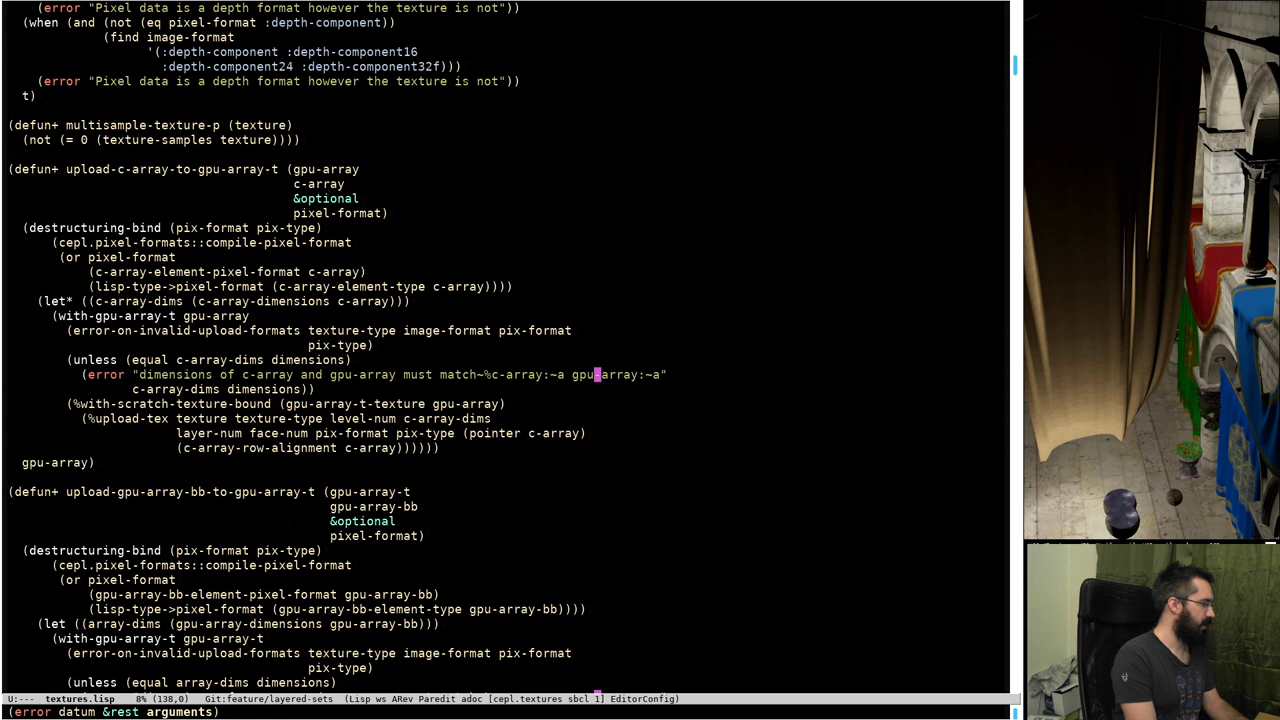 (error "Pixel data is a depth format however the texture is not"))
  (when (and (not (eq pixel-format :depth-component))
             (find image-format
                   '(:depth-component :depth-component16
                     :depth-component24 :depth-component32f)))
    (error "Pixel data is a depth format however the texture is not"))
  t)
(defun+ multisample-texture-p (texture)
  (not (= 0 (texture-samples texture))))
(defun+ upload-c-array-to-gpu-array-t (gpu-array
                                       c-array
                                       &optional
                                       pixel-format)
  (destructuring-bind (pix-format pix-type)
      (cepl.pixel-formats::compile-pixel-format
       (or pixel-format
           (c-array-element-pixel-format c-array)
           (lisp-type->pixel-format (c-array-element-type c-array))))
    (let* ((c-array-dims (c-array-dimensions c-array)))
      (with-gpu-array-t gpu-array
        (error-on-invalid-upload-formats texture-type image-format pix-format
                                         pix-type)
        (unless (equal c-array-dims dimensions)
          (error "dimensions of c-array and gpu-array must match~%c-array:~a gpu-array:~a"
                 c-array-dims dimensions))
        (%with-scratch-texture-bound (gpu-array-t-texture gpu-array)
          (%upload-tex texture texture-type level-num c-array-dims
                       layer-num face-num pix-format pix-type (pointer c-array)
                       (c-array-row-alignment c-array))))))
  gpu-array)
(defun+ upload-gpu-array-bb-to-gpu-array-t (gpu-array-t
                                            gpu-array-bb
                                            &optional
                                            pixel-format)
  (destructuring-bind (pix-format pix-type)
      (cepl.pixel-formats::compile-pixel-format
       (or pixel-format
           (gpu-array-bb-element-pixel-format gpu-array-bb)
           (lisp-type->pixel-format (gpu-array-bb-element-type gpu-array-bb))))
    (let ((array-dims (gpu-array-dimensions gpu-array-bb)))
      (with-gpu-array-t gpu-array-t
        (error-on-invalid-upload-formats texture-type image-format pix-format
                                         pix-type)
        (unless (equal array-dims dimensions)
U:---  textures.lisp   8% (138,0)   Git:feature/layered-sets  (Lisp ws ARev Paredit adoc [cepl.textures sbcl 1] EditorConfig)
(error datum &rest arguments)